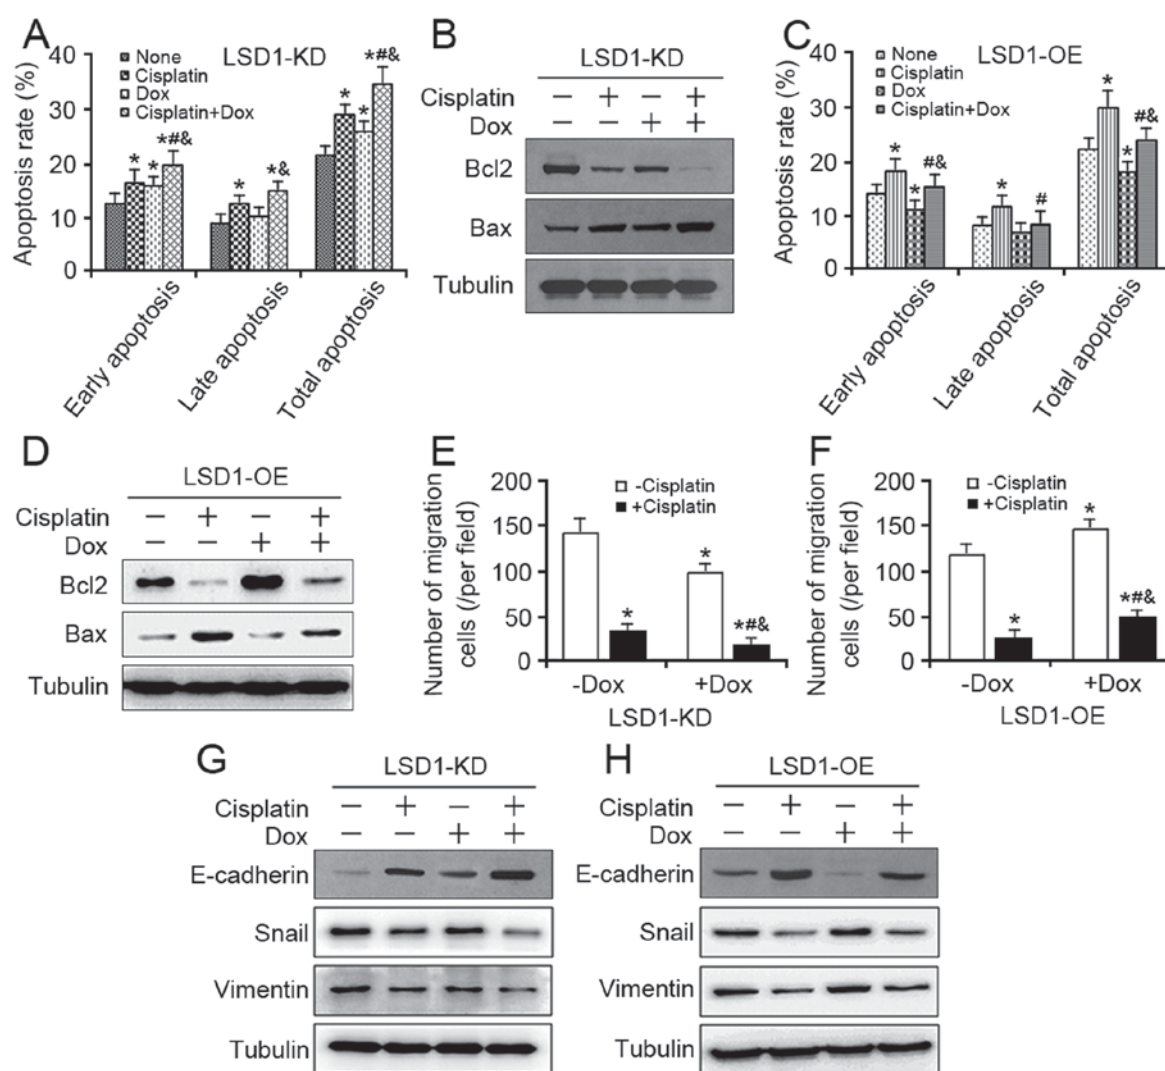 A
LSD1-KD
None
Cisplatin
Dox
Cisplatin+Dox
Apoptosis rate (%)
40
30
20
10
0
* * *#&
* *&
* * *#&
Early apoptosis
Late apoptosis
Total apoptosis
B
LSD1-KD
Cisplatin − + − +
Dox − − + +
Bcl2
Bax
Tubulin
C
LSD1-OE
None
Cisplatin
Dox
Cisplatin+Dox
Apoptosis rate (%)
40
30
20
10
0
* * #&
* #
* * #&
Early apoptosis
Late apoptosis
Total apoptosis
D
LSD1-OE
Cisplatin − + − +
Dox − − + +
Bcl2
Bax
Tubulin
E
Number of migration
cells (/per field)
200
150
100
50
0
-Cisplatin
+Cisplatin
* * *#&
-Dox +Dox
LSD1-KD
F
Number of migration
cells (/per field)
200
150
100
50
0
-Cisplatin
+Cisplatin
* * *#&
-Dox +Dox
LSD1-OE
G
LSD1-KD
Cisplatin − + − +
Dox − − + +
E-cadherin
Snail
Vimentin
Tubulin
H
LSD1-OE
Cisplatin − + − +
Dox − − + +
E-cadherin
Snail
Vimentin
Tubulin